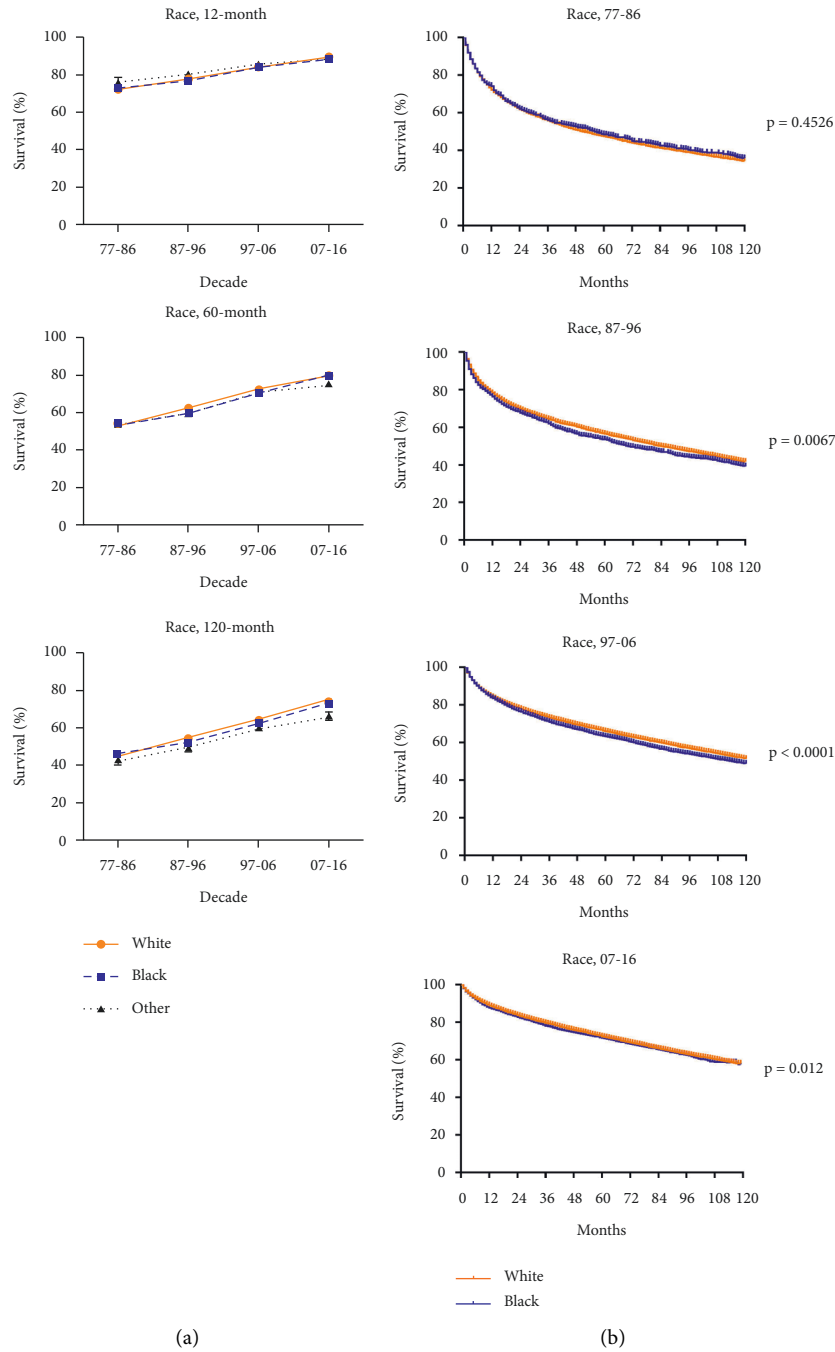 Race, 12-month
100
80
60
40
20
0
Survival (%)
77-86 87-96 97-06 07-16
Decade
Race, 60-month
100
80
60
40
20
0
Survival (%)
77-86 87-96 97-06 07-16
Decade
Race, 120-month
100
80
60
40
20
0
Survival (%)
77-86 87-96 97-06 07-16
Decade
White
Black
Other
(a)
Race, 77-86
100
80
60
40
20
0
Survival (%)
0 12 24 36 48 60 72 84 96 108 120
Months
p = 0.4526
Race, 87-96
100
80
60
40
20
0
Survival (%)
0 12 24 36 48 60 72 84 96 108 120
Months
p = 0.0067
Race, 97-06
100
80
60
40
20
0
Survival (%)
0 12 24 36 48 60 72 84 96 108 120
Months
p < 0.0001
Race, 07-16
100
80
60
40
20
0
Survival (%)
0 12 24 36 48 60 72 84 96 108 120
Months
p = 0.012
White
Black
(b)